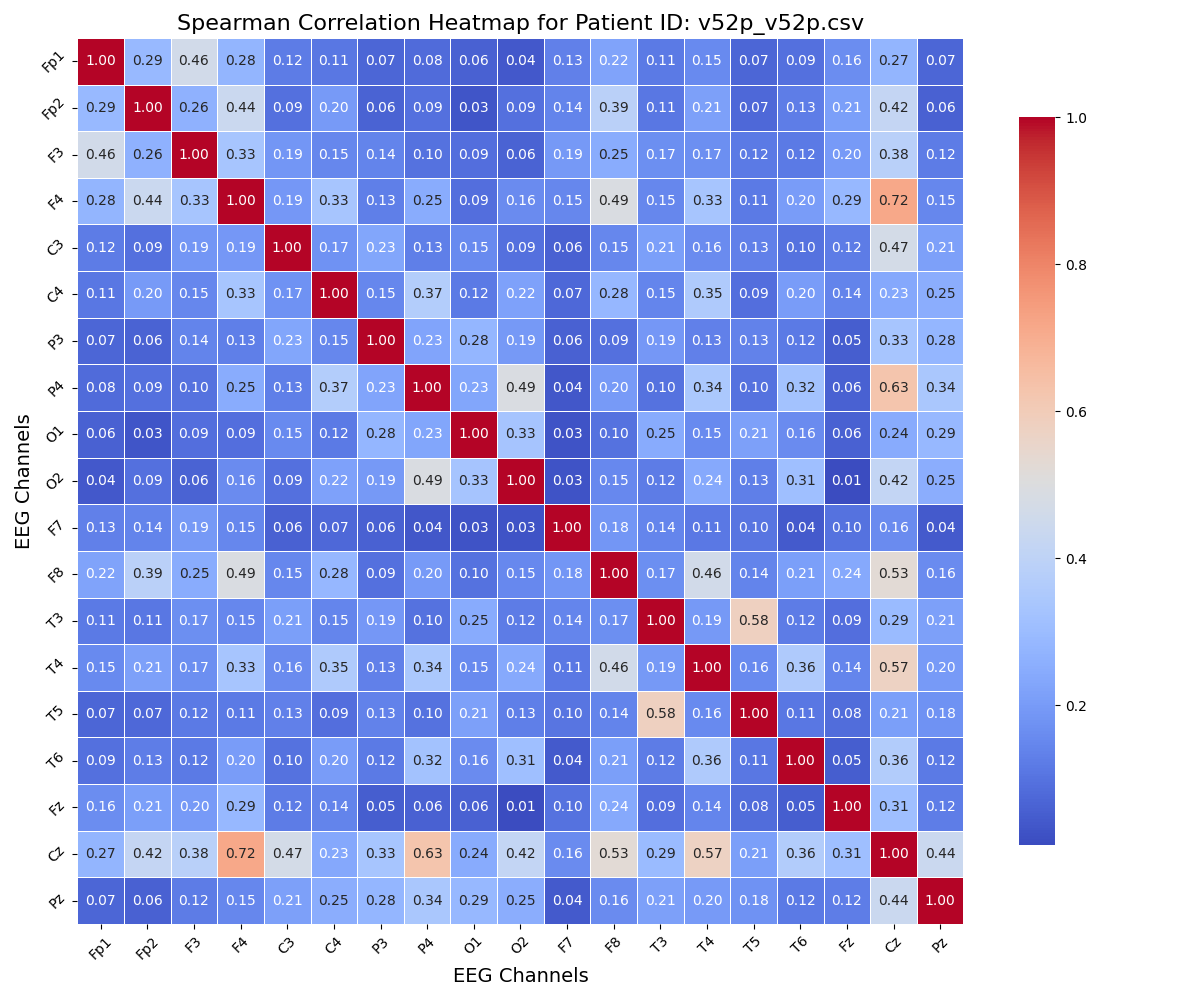 Spearman Correlation Heatmap for Patient ID: v52p_v52p.csv
Fp1 1.00 0.29 0.46 0.28 0.12 0.11 0.07 0.08 0.06 0.04 0.13 0.22 0.11 0.15 0.07 0.09 0.16 0.27 0.07
Fp2 0.29 1.00 0.26 0.44 0.09 0.20 0.06 0.09 0.03 0.09 0.14 0.39 0.11 0.21 0.07 0.13 0.21 0.42 0.06
F3 0.46 0.26 1.00 0.33 0.19 0.15 0.14 0.10 0.09 0.06 0.19 0.25 0.17 0.17 0.12 0.12 0.20 0.38 0.12
F4 0.28 0.44 0.33 1.00 0.19 0.33 0.13 0.25 0.09 0.16 0.15 0.49 0.15 0.33 0.11 0.20 0.29 0.72 0.15
C3 0.12 0.09 0.19 0.19 1.00 0.17 0.23 0.13 0.15 0.09 0.06 0.15 0.21 0.16 0.13 0.10 0.12 0.47 0.21
C4 0.11 0.20 0.15 0.33 0.17 1.00 0.15 0.37 0.12 0.22 0.07 0.28 0.15 0.35 0.09 0.20 0.14 0.23 0.25
P3 0.07 0.06 0.14 0.13 0.23 0.15 1.00 0.23 0.28 0.19 0.06 0.09 0.19 0.13 0.13 0.12 0.05 0.33 0.28
P4 0.08 0.09 0.10 0.25 0.13 0.37 0.23 1.00 0.23 0.49 0.04 0.20 0.10 0.34 0.10 0.32 0.06 0.63 0.34
O1 0.06 0.03 0.09 0.09 0.15 0.12 0.28 0.23 1.00 0.33 0.03 0.10 0.25 0.15 0.21 0.16 0.06 0.24 0.29
O2 0.04 0.09 0.06 0.16 0.09 0.22 0.19 0.49 0.33 1.00 0.03 0.15 0.12 0.24 0.13 0.31 0.01 0.42 0.25
F7 0.13 0.14 0.19 0.15 0.06 0.07 0.06 0.04 0.03 0.03 1.00 0.18 0.14 0.11 0.10 0.04 0.10 0.16 0.04
F8 0.22 0.39 0.25 0.49 0.15 0.28 0.09 0.20 0.10 0.15 0.18 1.00 0.17 0.46 0.14 0.21 0.24 0.53 0.16
T3 0.11 0.11 0.17 0.15 0.21 0.15 0.19 0.10 0.25 0.12 0.14 0.17 1.00 0.19 0.58 0.12 0.09 0.29 0.21
T4 0.15 0.21 0.17 0.33 0.16 0.35 0.13 0.34 0.15 0.24 0.11 0.46 0.19 1.00 0.16 0.36 0.14 0.57 0.20
T5 0.07 0.07 0.12 0.11 0.13 0.09 0.13 0.10 0.21 0.13 0.10 0.14 0.58 0.16 1.00 0.11 0.08 0.21 0.18
T6 0.09 0.13 0.12 0.20 0.10 0.20 0.12 0.32 0.16 0.31 0.04 0.21 0.12 0.36 0.11 1.00 0.05 0.36 0.12
Fz 0.16 0.21 0.20 0.29 0.12 0.14 0.05 0.06 0.06 0.01 0.10 0.24 0.09 0.14 0.08 0.05 1.00 0.31 0.12
Cz 0.27 0.42 0.38 0.72 0.47 0.23 0.33 0.63 0.24 0.42 0.16 0.53 0.29 0.57 0.21 0.36 0.31 1.00 0.44
Pz 0.07 0.06 0.12 0.15 0.21 0.25 0.28 0.34 0.29 0.25 0.04 0.16 0.21 0.20 0.18 0.12 0.12 0.44 1.00
Fp1 Fp2 F3 F4 C3 C4 P3 P4 O1 O2 F7 F8 T3 T4 T5 T6 Fz Cz Pz
EEG Channels
EEG Channels
1.0
0.8
0.6
0.4
0.2